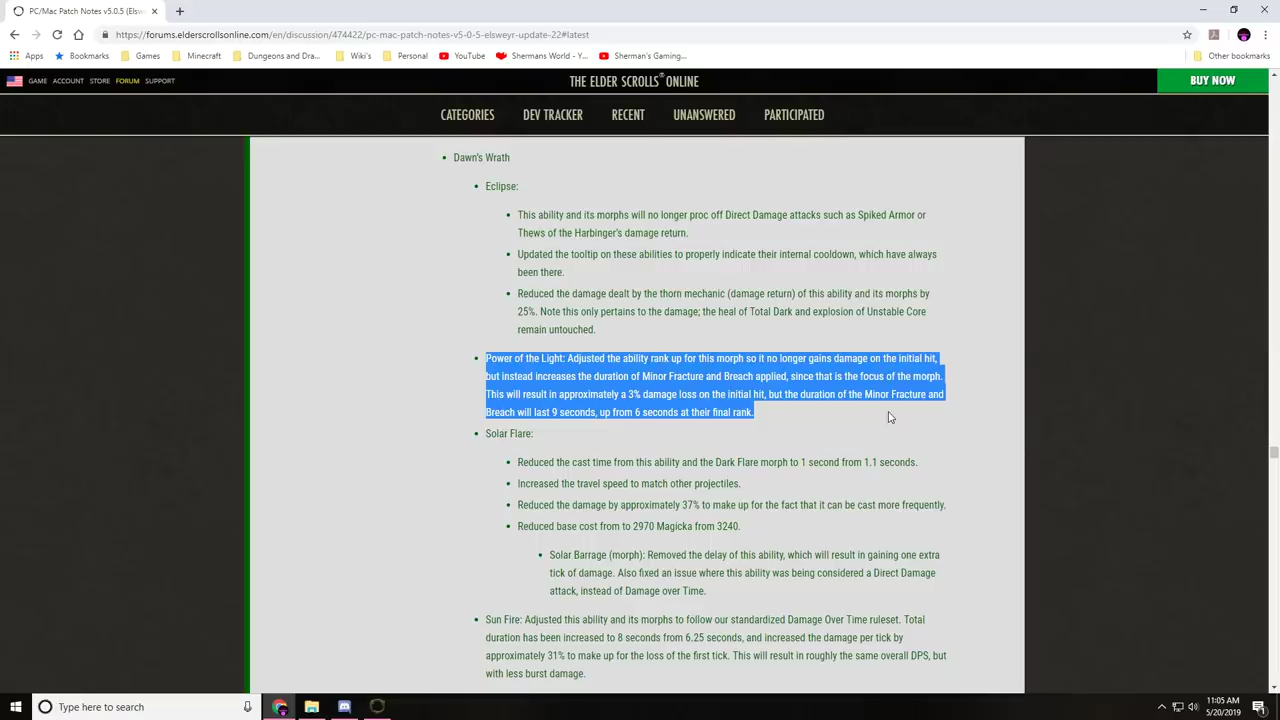 PC/Mac Patch Notes v5.0.5 (Elsw
https://forums.elderscrollsonline.com/en/discussion/474422/pc-mac-patch-notes-v5-0-5-elsweyr-update-22#latest
Apps Bookmarks Games Minecraft Dungeons and Dra... Wiki's Personal YouTube Shermans World - Y... Sherman's Gaming... Other bookmarks
GAME ACCOUNT STORE FORUM SUPPORT THE ELDER SCROLLS® ONLINE BUY NOW
CATEGORIES DEV TRACKER RECENT UNANSWERED PARTICIPATED
• Dawn's Wrath
• Eclipse:
• This ability and its morphs will no longer proc off Direct Damage attacks such as Spiked Armor or
Thews of the Harbinger's damage return.
• Updated the tooltip on these abilities to properly indicate their internal cooldown, which have always
been there.
• Reduced the damage dealt by the thorn mechanic (damage return) of this ability and its morphs by
25%. Note this only pertains to the damage; the heal of Total Dark and explosion of Unstable Core
remain untouched.
• Power of the Light: Adjusted the ability rank up for this morph so it no longer gains damage on the initial hit,
but instead increases the duration of Minor Fracture and Breach applied, since that is the focus of the morph.
This will result in approximately a 3% damage loss on the initial hit, but the duration of the Minor Fracture and
Breach will last 9 seconds, up from 6 seconds at their final rank.
• Solar Flare:
• Reduced the cast time from this ability and the Dark Flare morph to 1 second from 1.1 seconds.
• Increased the travel speed to match other projectiles.
• Reduced the damage by approximately 37% to make up for the fact that it can be cast more frequently.
• Reduced base cost from to 2970 Magicka from 3240.
• Solar Barrage (morph): Removed the delay of this ability, which will result in gaining one extra
tick of damage. Also fixed an issue where this ability was being considered a Direct Damage
attack, instead of Damage over Time.
• Sun Fire: Adjusted this ability and its morphs to follow our standardized Damage Over Time ruleset. Total
duration has been increased to 8 seconds from 6.25 seconds, and increased the damage per tick by
approximately 31% to make up for the loss of the first tick. This will result in roughly the same overall DPS, but
with less burst damage.
Type here to search
11:05 AM
5/20/2019